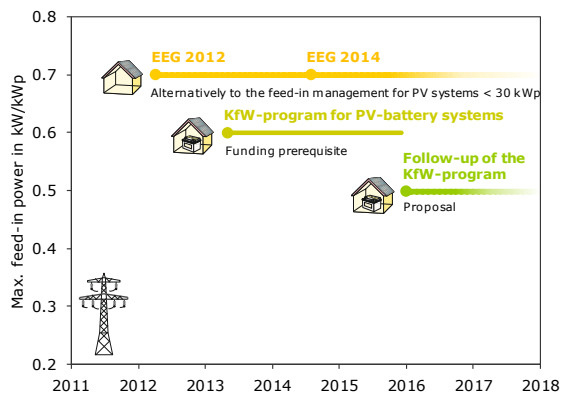 0.8
EEG 2012
EEG 2014
0.7
Alternatively to the feed-in management for PV systems < 30 kWp
KfW-program for PV-battery systems
0.6
Funding prerequisite
Follow-up of the
KfW-program
0.5
Proposal
0.4
0.3
0.2
Max. feed-in power in kW/kWp
2011 2012 2013 2014 2015 2016 2017 2018